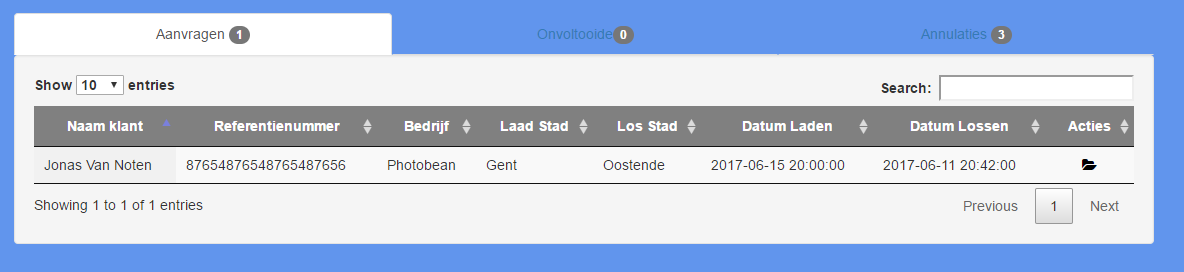 Aanvragen 1 Onvoltooide 0 Annulaties 3
Show 10 entries Search:
Naam klant Referentienummer Bedrijf Laad Stad Los Stad Datum Laden Datum Lossen Acties
Jonas Van Noten 87654876548765487656 Photobean Gent Oostende 2017-06-15 20:00:00 2017-06-11 20:42:00
Showing 1 to 1 of 1 entries Previous 1 Next